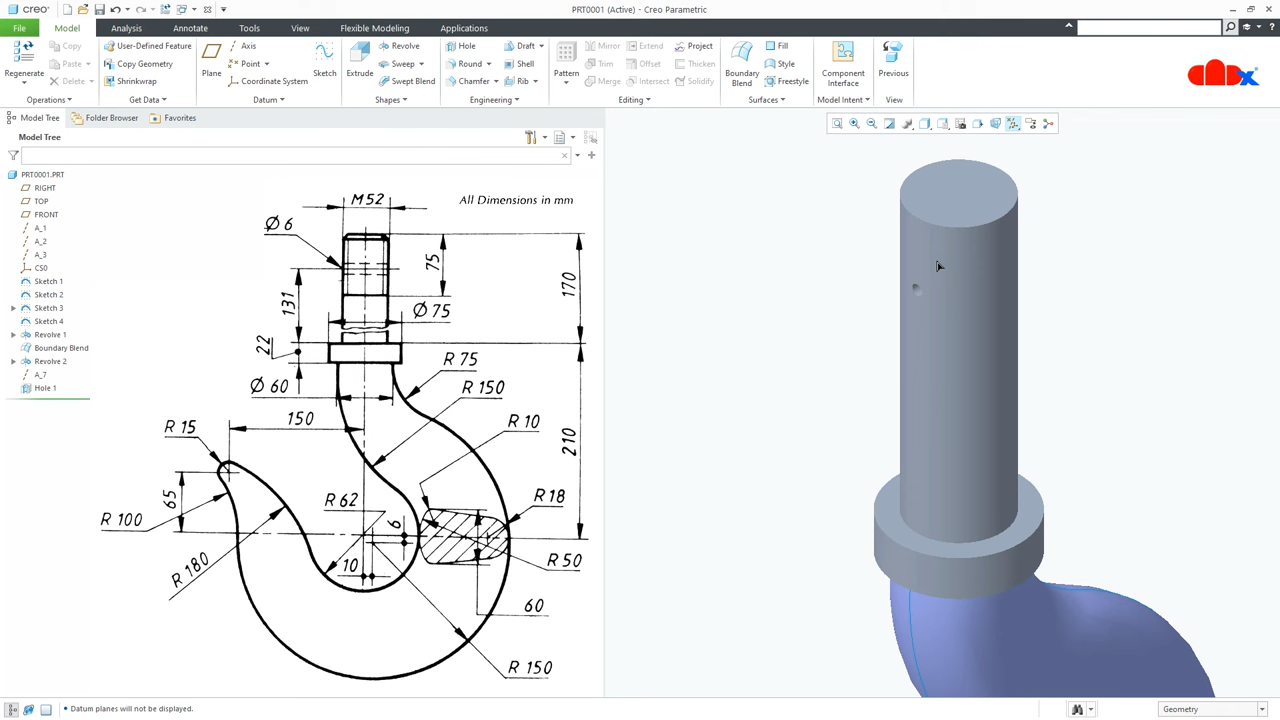 creo
PRT0001 (Active) - Creo Parametric
File
Model
Analysis
Annotate
Tools
View
Flexible Modeling
Applications
Regenerate
Copy
Paste
Delete
Operations
User-Defined Feature
Copy Geometry
Shrinkwrap
Get Data
Plane
Axis
Point
Coordinate System
Sketch
Datum
Extrude
Revolve
Sweep
Swept Blend
Shapes
Hole
Round
Chamfer
Draft
Shell
Rib
Engineering
Pattern
Mirror
Trim
Merge
Extend
Offset
Intersect
Project
Thicken
Solidify
Editing
Boundary Blend
Fill
Style
Freestyle
Surfaces
Component Interface
Model Intent
Previous
View
Model Tree
Folder Browser
Favorites
Model Tree
PRT0001.PRT
RIGHT
TOP
FRONT
A_1
A_2
A_3
CS0
Sketch 1
Sketch 2
Sketch 3
Sketch 4
Revolve 1
Boundary Blend
Revolve 2
A_7
Hole 1
M52
All Dimensions in mm
Ø 6
75
170
131
Ø 75
22
R 75
Ø 60
R 150
150
R 10
R 15
210
65
R 62
R 18
R 100
6
R 180
10
R 50
60
R 150
• Datum planes will not be displayed.
Geometry